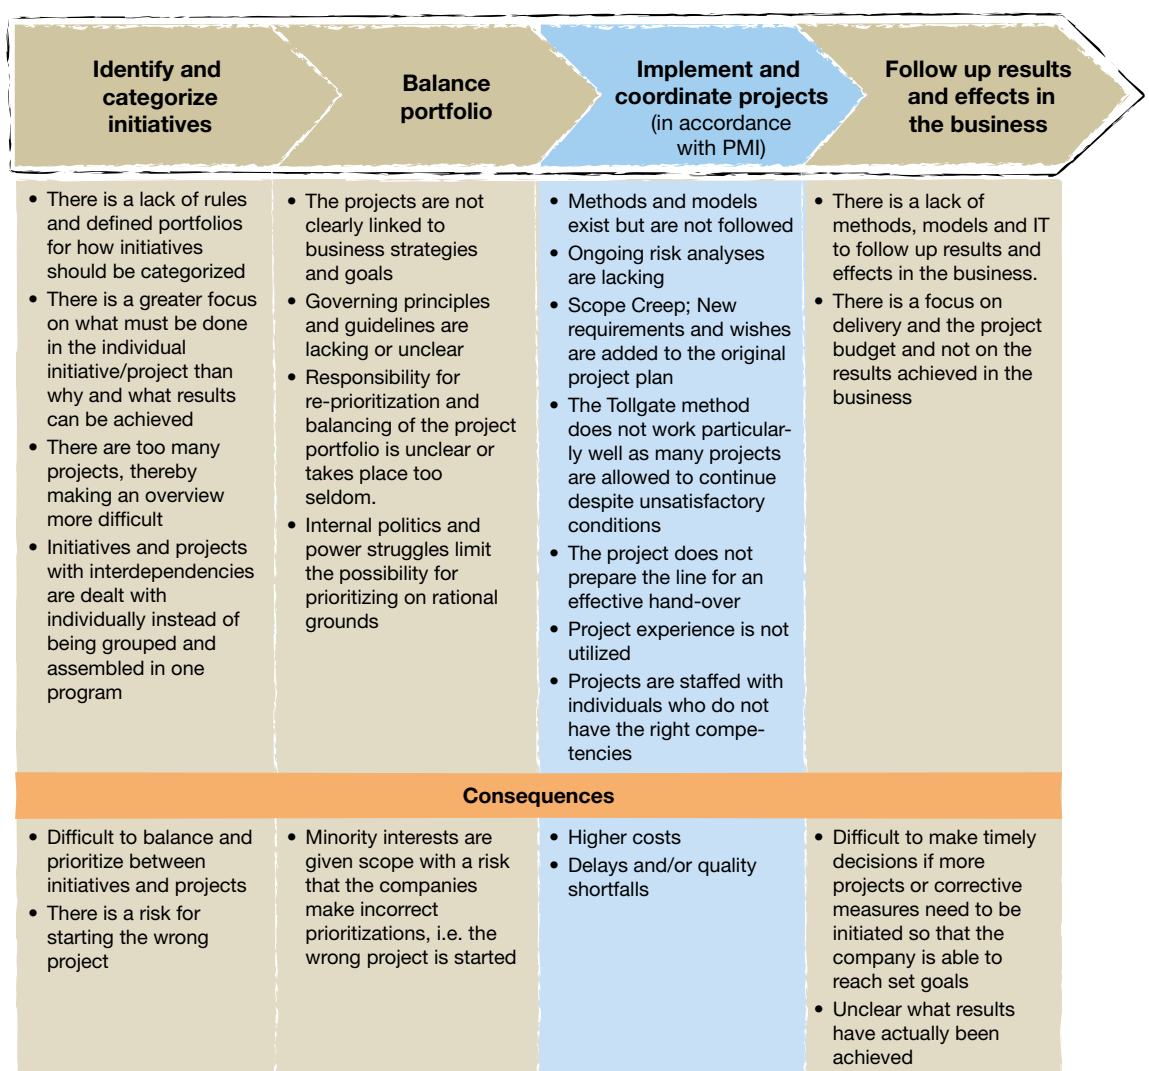 Identify and
categorize
initiatives
Balance
portfolio
Implement and
coordinate projects
(in accordance
with PMI)
Follow up results
and effects in
the business
• There is a lack of rules
and defined portfolios
for how initiatives
should be categorized
• There is a greater focus
on what must be done
in the individual
initiative/project than
why and what results
can be achieved
• There are too many
projects, thereby
making an overview
more difficult
• Initiatives and projects
with interdependencies
are dealt with
individually instead of
being grouped and
assembled in one
program
• The projects are not
clearly linked to
business strategies
and goals
• Governing principles
and guidelines are
lacking or unclear
• Responsibility for
re-prioritization and
balancing of the project
portfolio is unclear or
takes place too
seldom.
• Internal politics and
power struggles limit
the possibility for
prioritizing on rational
grounds
• Methods and models
exist but are not followed
• Ongoing risk analyses
are lacking
• Scope Creep; New
requirements and wishes
are added to the original
project plan
• The Tollgate method
does not work particular-
ly well as many projects
are allowed to continue
despite unsatisfactory
conditions
• The project does not
prepare the line for an
effective hand-over
• Project experience is not
utilized
• Projects are staffed with
individuals who do not
have the right compe-
tencies
• There is a lack of
methods, models and IT
to follow up results and
effects in the business.
• There is a focus on
delivery and the project
budget and not on the
results achieved in the
business
Consequences
• Difficult to balance and
prioritize between
initiatives and projects
• There is a risk for
starting the wrong
project
• Minority interests are
given scope with a risk
that the companies
make incorrect
prioritizations, i.e. the
wrong project is started
• Higher costs
• Delays and/or quality
shortfalls
• Difficult to make timely
decisions if more
projects or corrective
measures need to be
initiated so that the
company is able to
reach set goals
• Unclear what results
have actually been
achieved